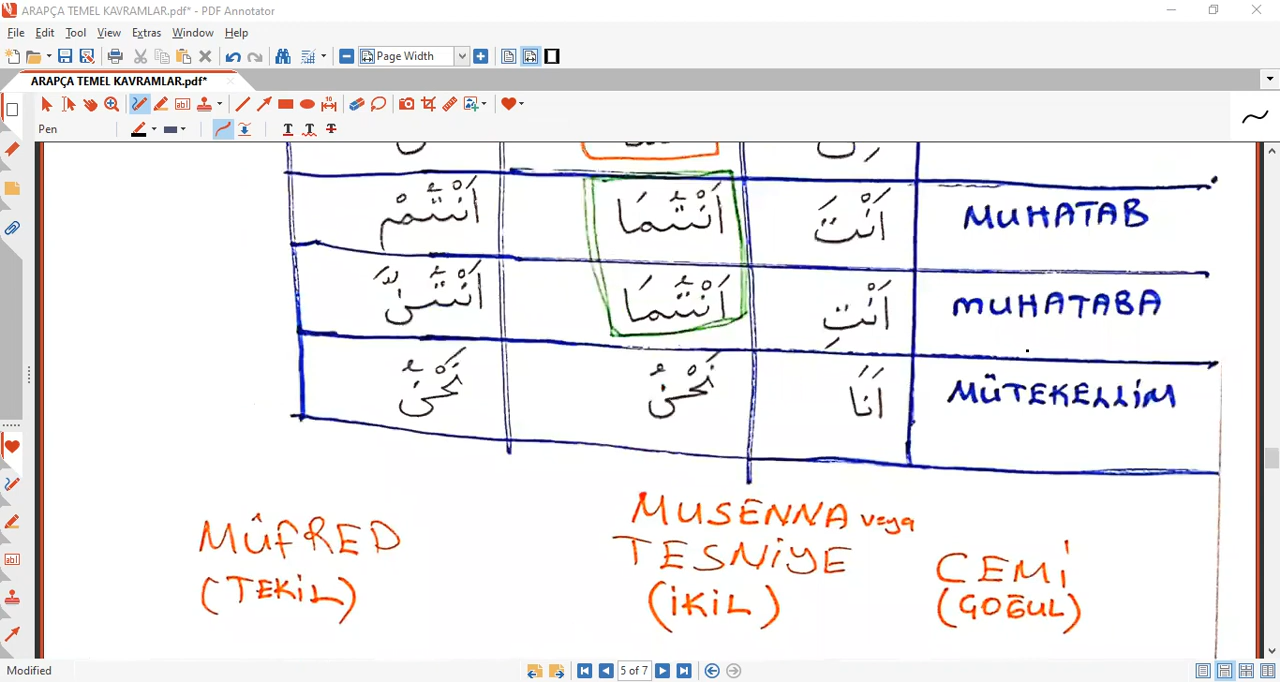 ARAPÇA TEMEL KAVRAMLAR.pdf* - PDF Annotator
File Edit Tool View Extras Window Help
Page Width
ARAPÇA TEMEL KAVRAMLAR.pdf*
Pen
MUHATAB اَنْتَ اَنْتُمَا اَنْتُمْ
MUHATABA اَنْتِ اَنْتُمَا اَنْتُنَّ
MÜTEKELLİM اَنَا نَحْنُ نَحْنُ
MÛFRED
(TEKİL)
MUSENNA veya
TESNİYE
(İKİL)
CEMİ
(ÇOĞUL)
Modified
5 of 7